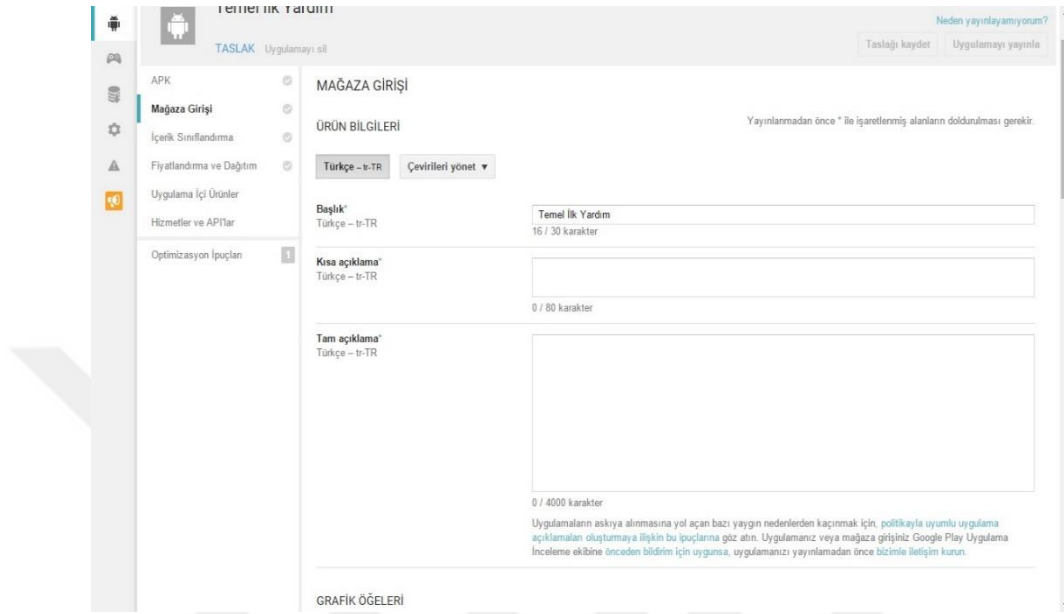 Temel İlk Yardım
Neden yayınlayamıyorum?
TASLAK Uygulamayı sil
Taslağı kaydet Uygulamayı yayınla
APK
Mağaza Girişi
İçerik Sınıflandırma
Fiyatlandırma ve Dağıtım
Uygulama İçi Ürünler
Hizmetler ve API'lar
Optimizasyon İpuçları 1
MAĞAZA GİRİŞİ
ÜRÜN BİLGİLERİ
Yayınlanmadan önce * ile işaretlenmiş alanların doldurulması gerekir.
Türkçe – tr-TR Çevirileri yönet ▼
Başlık*
Türkçe – tr-TR
Temel İlk Yardım
16 / 30 karakter
Kısa açıklama*
Türkçe – tr-TR
0 / 80 karakter
Tam açıklama*
Türkçe – tr-TR
0 / 4000 karakter
Uygulamaların askıya alınmasına yol açan bazı yaygın nedenlerden kaçınmak için, politikayla uyumlu uygulama
açıklamaları oluşturmaya ilişkin bu ipuçlarına göz atın. Uygulamanız veya mağaza girişiniz Google Play Uygulama
İnceleme ekibine önceden bildirim için uygunsa, uygulamanızı yayınlamadan önce bizimle iletişim kurun.
GRAFİK ÖĞELERİ